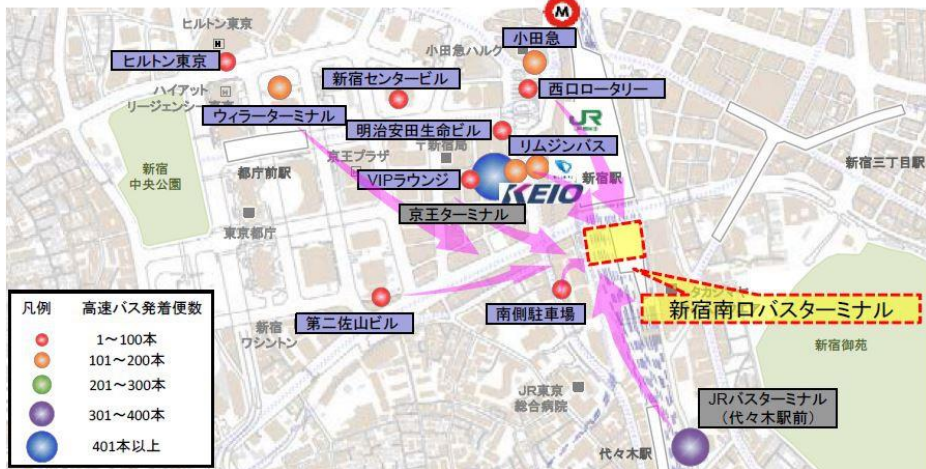 M
ヒルトン東京
H
ヒルトン東京
小田急
小田急ハルク
新宿センタービル
西口ロータリー
ハイアット
リージェンシー東京
H
ウィラーターミナル
明治安田生命ビル
JR
リムジンバス
〒新宿局
京王プラザ
H
新宿
中央公園
都庁前駅
VIPラウンジ
KEIO
新宿駅
新宿三丁目駅
京王ターミナル
東京都庁
タカシマヤ
新宿南口バスターミナル
凡例
高速バス発着便数
1~100本
101~200本
201~300本
301~400本
401本以上
新宿
ワシントン
第二佐山ビル
南側駐車場
新宿御苑
JR東京
総合病院
JRバスターミナル
(代々木駅前)
代々木駅